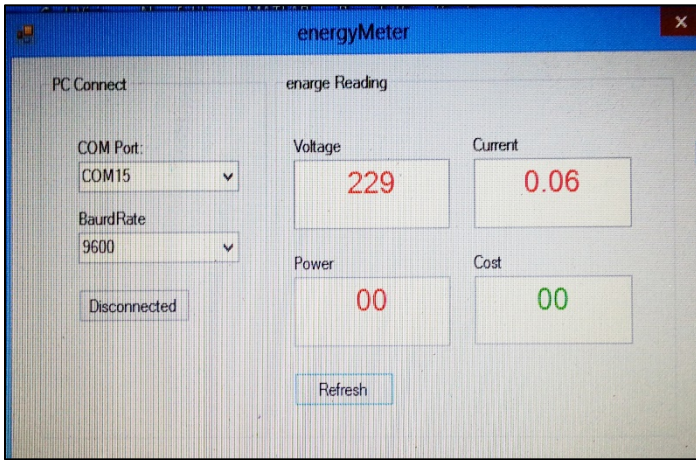 energyMeter
PC Connect
COM Port:
COM15
BaurdRate
9600
Disconnected
enarge Reading
Voltage
229
Current
0.06
Power
00
Cost
00
Refresh